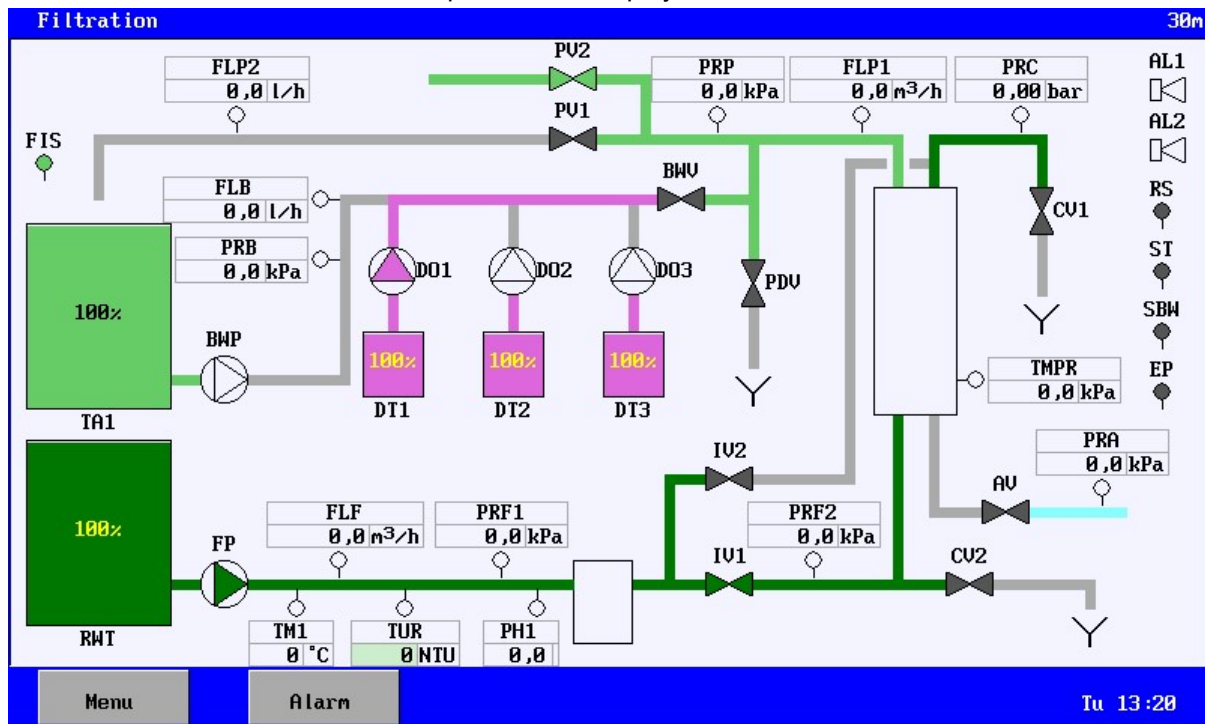 Filtration
30m
PV2
FLP2
0,0 l/h
PRP
0,0 kPa
FLP1
0,0 m³/h
PRC
0,00 bar
AL1
PV1
AL2
FIS
BWV
FLB
0,0 l/h
RS
CV1
PRB
0,0 kPa
ST
DO1
DO2
DO3
PDV
100%
SBW
BWP
100%
100%
100%
TMPR
0,0 kPa
EP
DT1
DT2
DT3
TA1
PRA
0,0 kPa
IV2
AV
100%
FLF
0,0 m³/h
PRF1
0,0 kPa
PRF2
0,0 kPa
FP
IV1
CV2
RWT
TM1
0 °C
TUR
0 NTU
PH1
0,0
Menu
Alarm
Tu 13:20